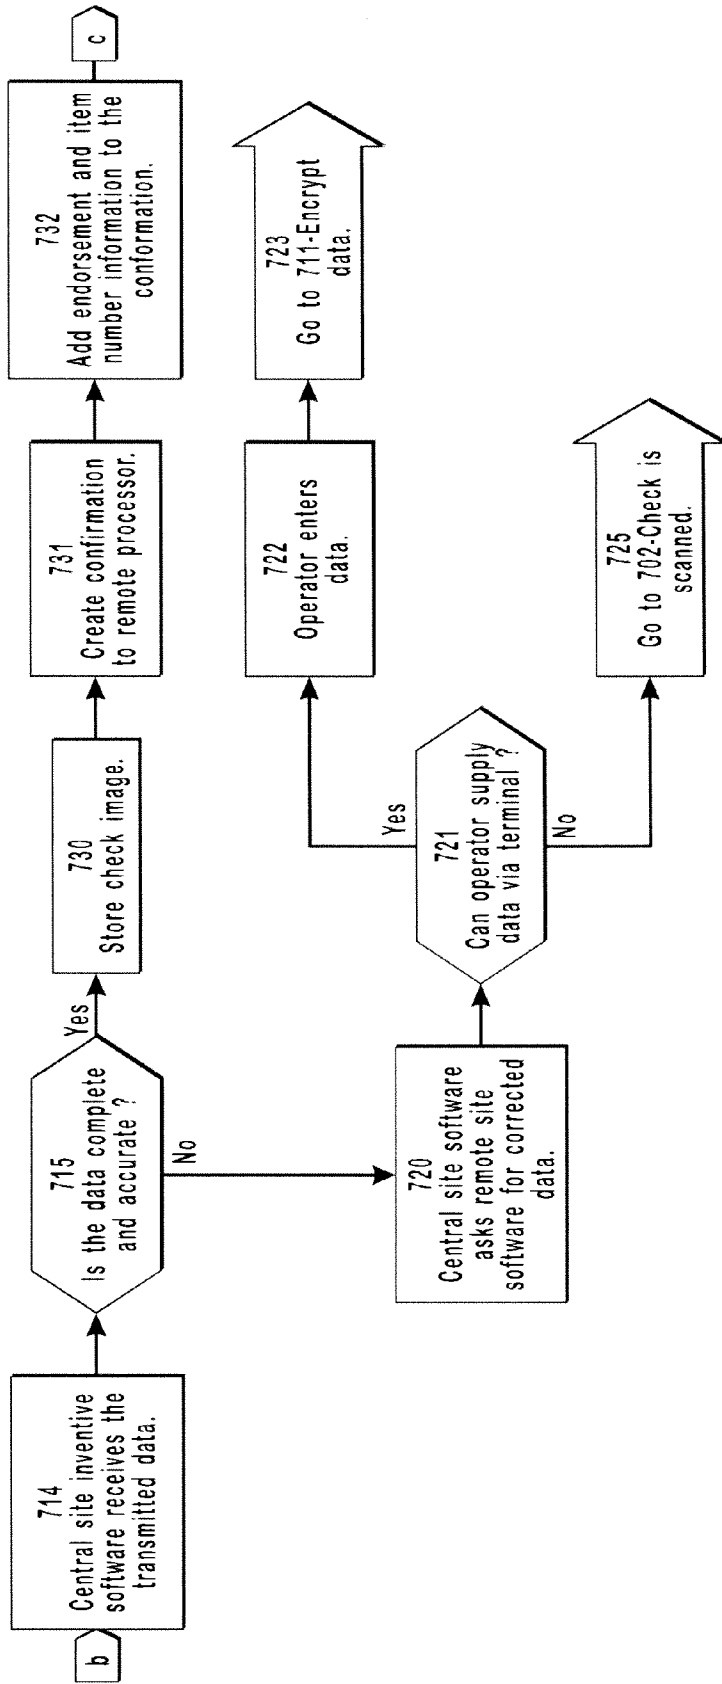 b
714
Central site inventive
software receives the
transmitted data.
715
Is the data complete
and accurate ?
Yes
No
730
Store check image.
731
Create confirmation
to remote processor.
732
Add endorsement and item
number information to the
conformation.
c
720
Central site software
asks remote site
software for corrected
data.
721
Can operator supply
data via terminal ?
Yes
No
722
Operator enters
data.
723
Go to 711-Encrypt
data.
725
Go to 702-Check is
scanned.